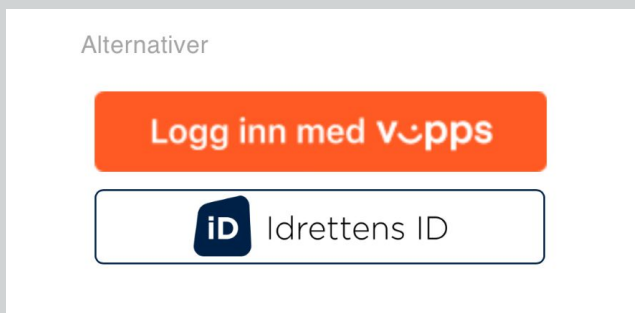 Alternativer
Logg inn med vipps
iD Idrettens ID